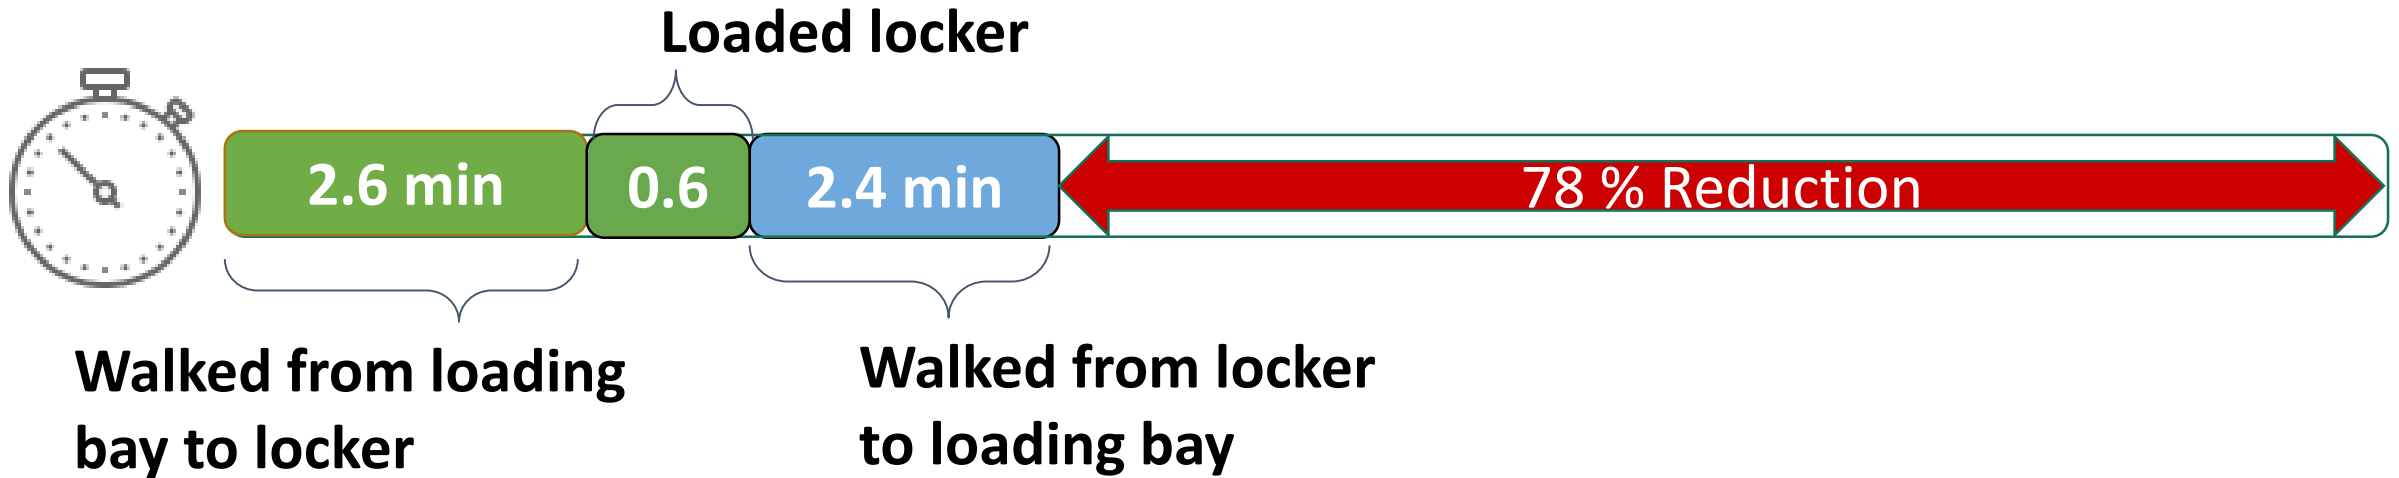 Loaded locker
2.6 min
0.6
2.4 min
78 % Reduction
Walked from loading
bay to locker
Walked from locker
to loading bay